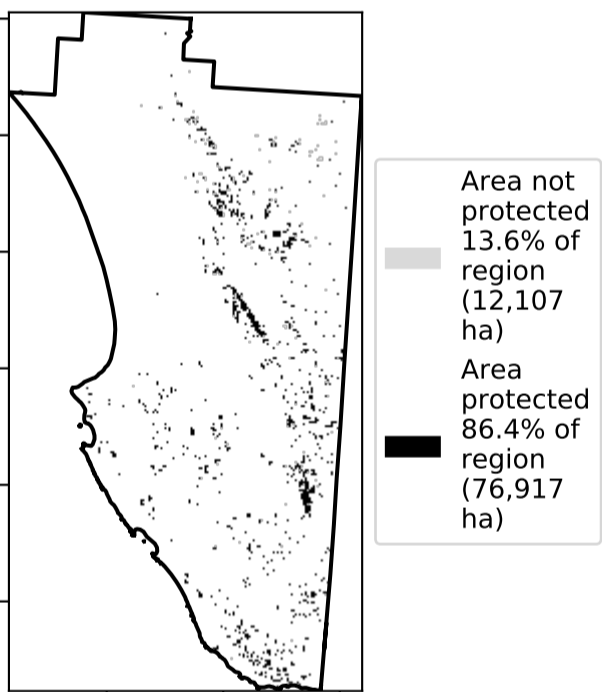 Area not
protected
13.6% of
region
(12,107
ha)
Area
protected
86.4% of
region
(76,917
ha)